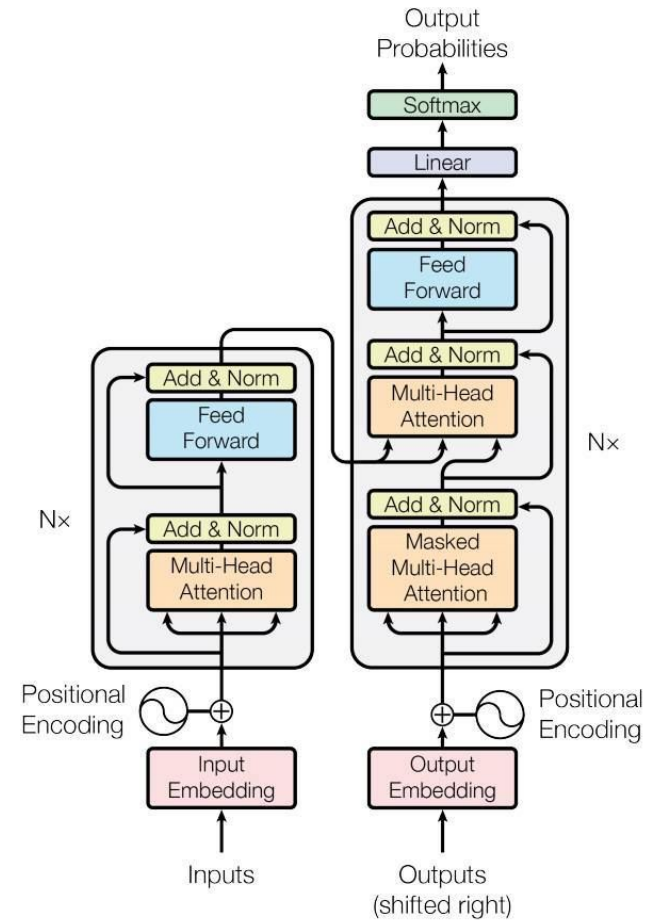 Output
Probabilities
Softmax
Linear
Add & Norm
Feed
Forward
Add & Norm
Multi-Head
Attention
Add & Norm
Masked
Multi-Head
Attention
N×
Add & Norm
Feed
Forward
Add & Norm
Multi-Head
Attention
N×
Positional
Encoding
Positional
Encoding
Input
Embedding
Output
Embedding
Inputs
Outputs
(shifted right)